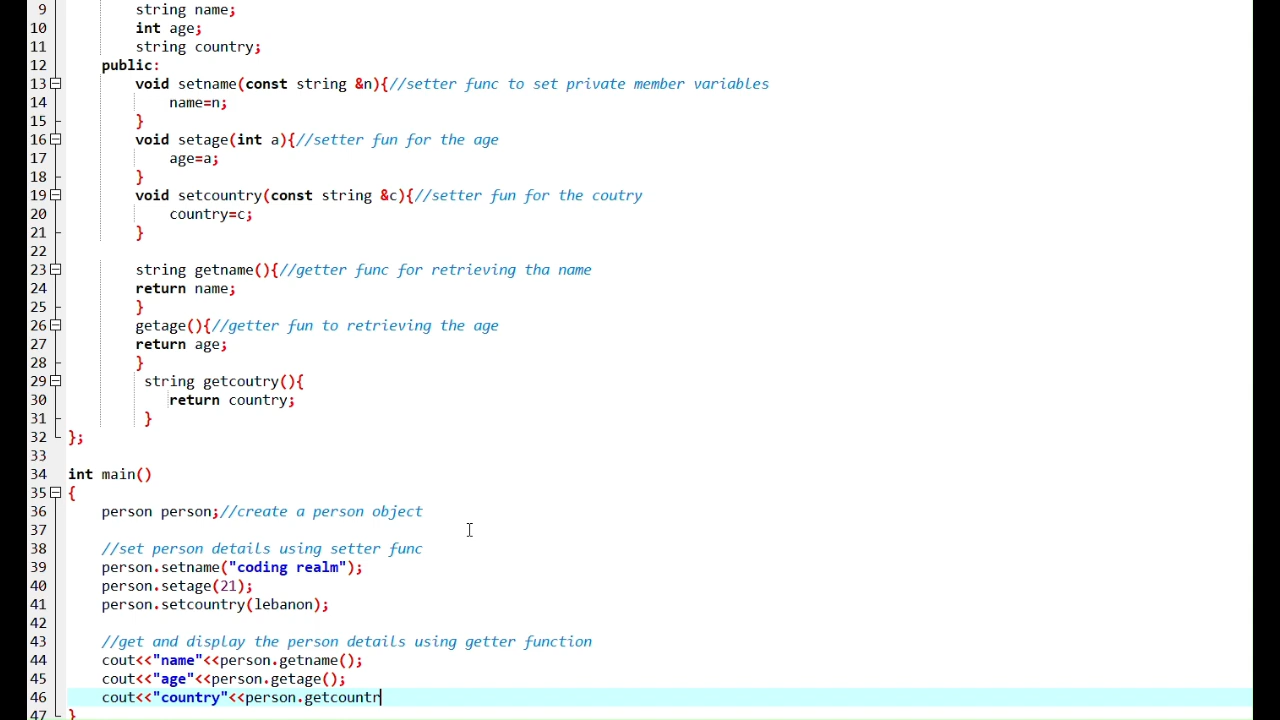 9 string name;
10 int age;
11 string country;
12 public:
13 void setname(const string &n){//setter func to set private member variables
14 name=n;
15 }
16 void setage(int a){//setter fun for the age
17 age=a;
18 }
19 void setcountry(const string &c){//setter fun for the coutry
20 country=c;
21 }
22
23 string getname(){//getter func for retrieving tha name
24 return name;
25 }
26 getage(){//getter fun to retrieving the age
27 return age;
28 }
29 string getcoutry(){
30 return country;
31 }
32 };
33
34 int main()
35 {
36 person person;//create a person object
37
38 //set person details using setter func
39 person.setname("coding realm");
40 person.setage(21);
41 person.setcountry(lebanon);
42
43 //get and display the person details using getter function
44 cout<<"name"<<person.getname();
45 cout<<"age"<<person.getage();
46 cout<<"country"<<person.getcountr
47 }